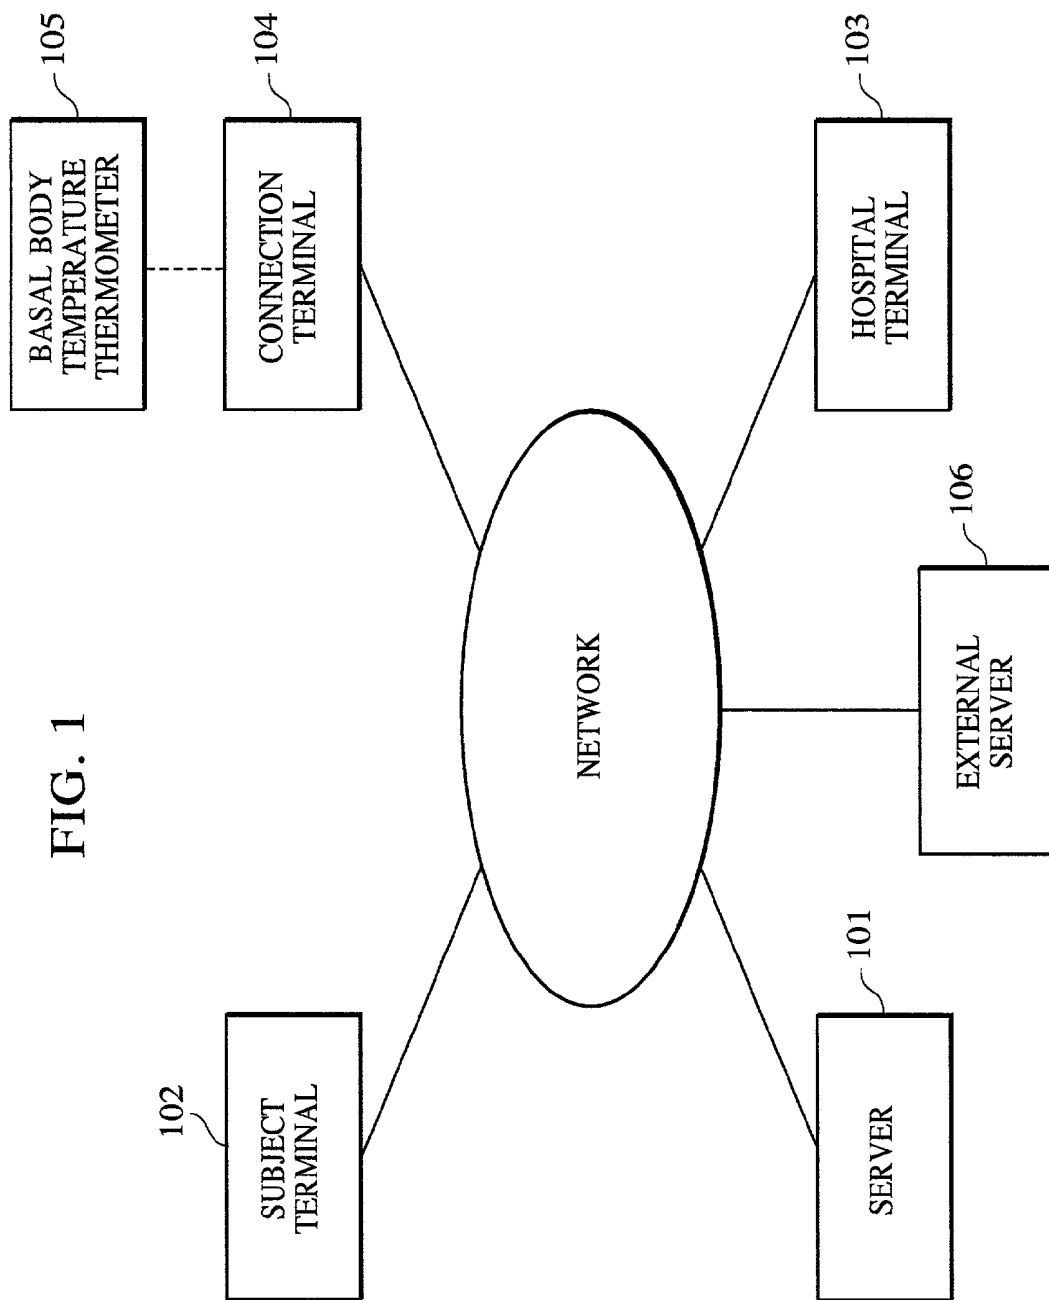 FIG. 1
105
BASAL BODY
TEMPERATURE
THERMOMETER
102
SUBJECT
TERMINAL
104
CONNECTION
TERMINAL
NETWORK
101
SERVER
106
EXTERNAL
SERVER
103
HOSPITAL
TERMINAL